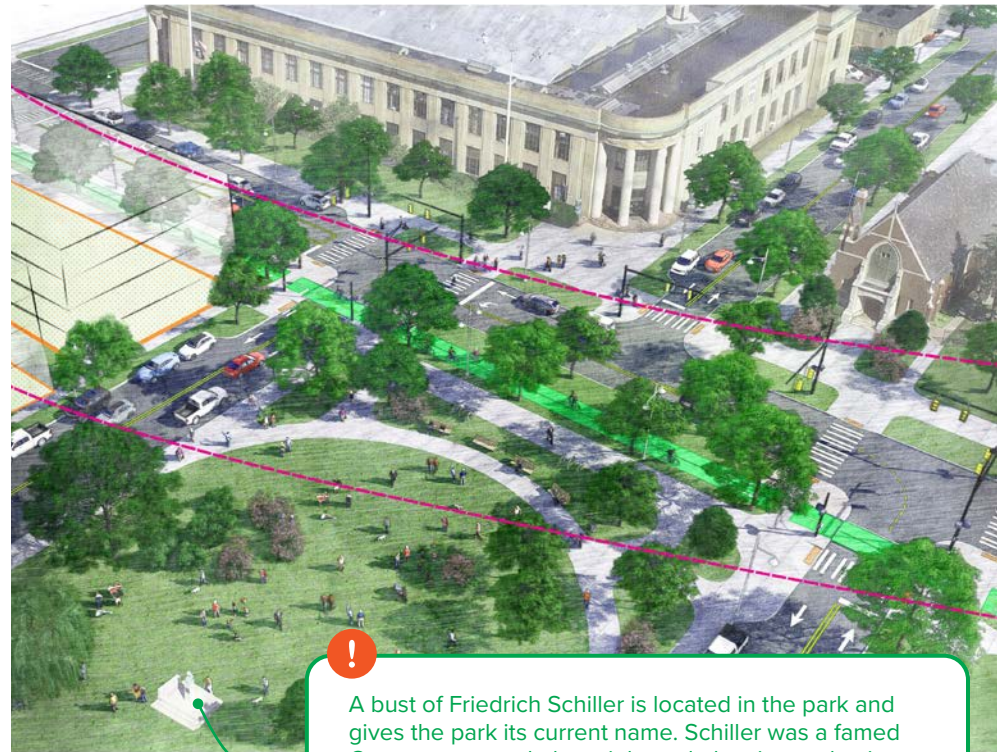 !
A bust of Friedrich Schiller is located in the park and
gives the park its current name. Schiller was a famed